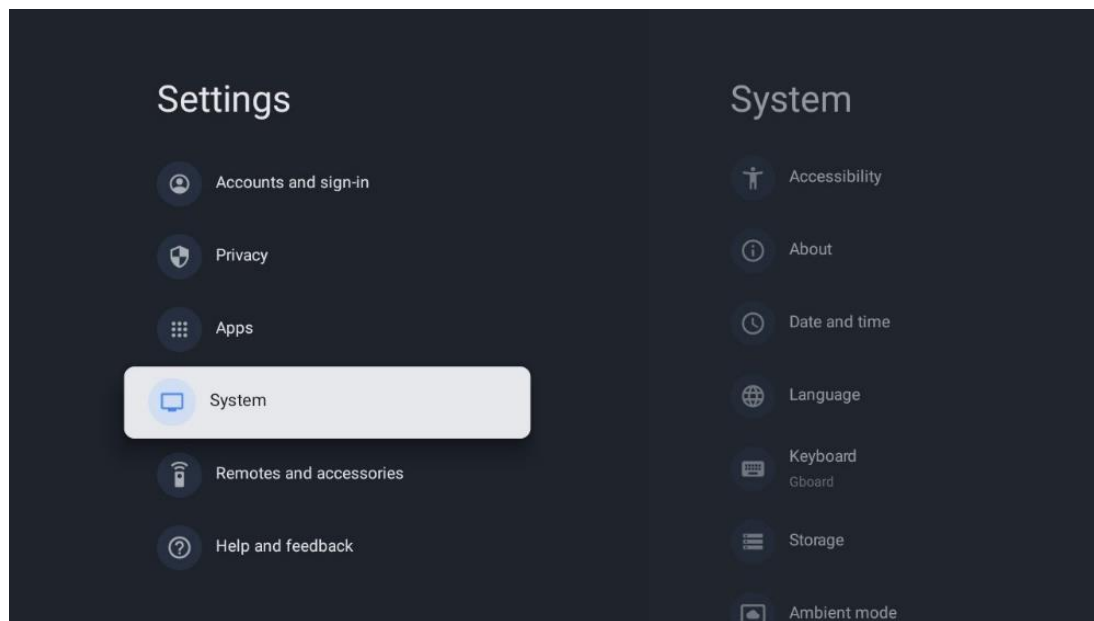 Settings
Accounts and sign-in
Privacy
Apps
System
Remotes and accessories
Help and feedback
System
Accessibility
About
Date and time
Language
Keyboard
Gboard
Storage
Ambient mode